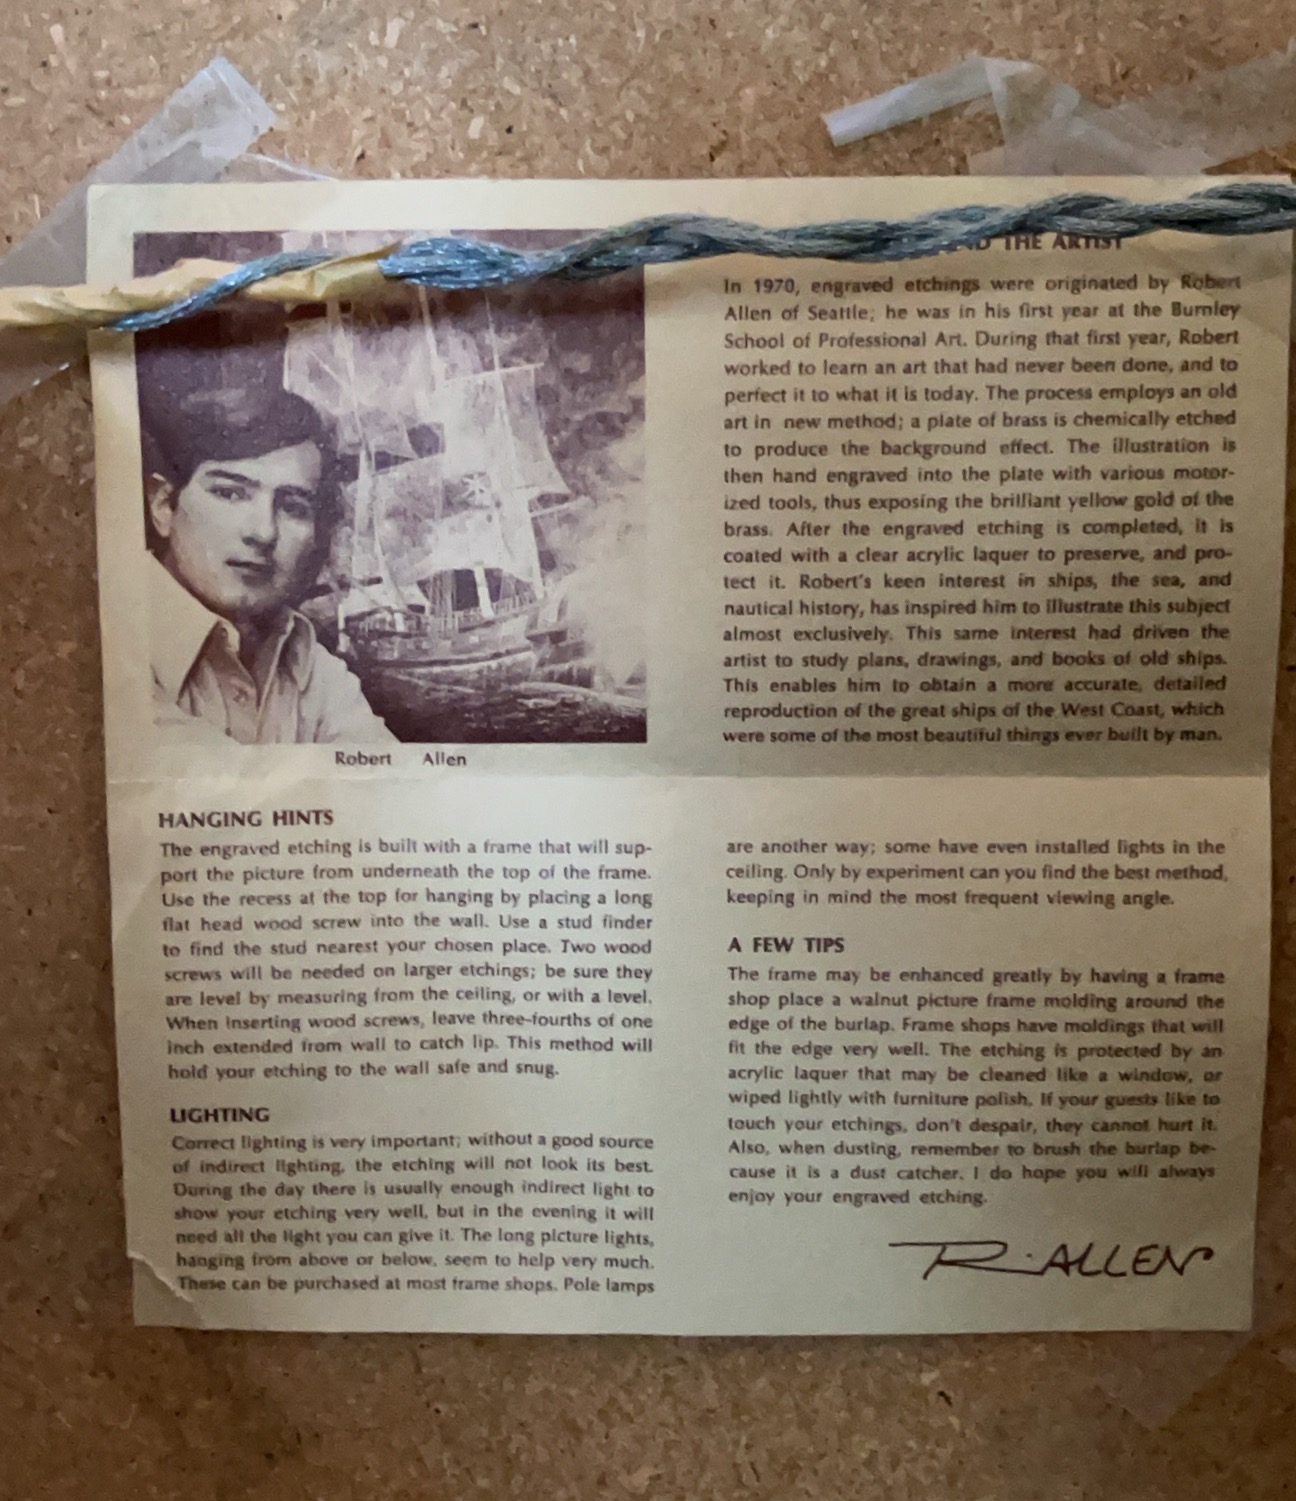 THE ARTIST
In 1970, engraved etchings were originated by Robert
Allen of Seattle; he was in his first year at the Burnley
School of Professional Art. During that first year, Robert
worked to learn an art that had never been done, and to
perfect it to what it is today. The process employs an old
art in new method; a plate of brass is chemically etched
to produce the background effect. The illustration is
then hand engraved into the plate with various motor-
ized tools, thus exposing the brilliant yellow gold of the
brass. After the engraved etching is completed, it is
coated with a clear acrylic laquer to preserve, and pro-
tect it. Robert's keen interest in ships, the sea, and
nautical history, has inspired him to illustrate this subject
almost exclusively. This same interest had driven the
artist to study plans, drawings, and books of old ships.
This enables him to obtain a more accurate, detailed
reproduction of the great ships of the West Coast, which
were some of the most beautiful things ever built by man.
Robert Allen
HANGING HINTS
The engraved etching is built with a frame that will sup-
port the picture from underneath the top of the frame.
Use the recess at the top for hanging by placing a long
flat head wood screw into the wall. Use a stud finder
to find the stud nearest your chosen place. Two wood
screws will be needed on larger etchings; be sure they
are level by measuring from the ceiling, or with a level.
When inserting wood screws, leave three-fourths of one
inch extended from wall to catch lip. This method will
hold your etching to the wall safe and snug.
LIGHTING
Correct lighting is very important; without a good source
of indirect lighting, the etching will not look its best.
During the day there is usually enough indirect light to
show your etching very well, but in the evening it will
need all the light you can give it. The long picture lights,
hanging from above or below, seem to help very much.
These can be purchased at most frame shops. Pole lamps
are another way; some have even installed lights in the
ceiling. Only by experiment can you find the best method,
keeping in mind the most frequent viewing angle.
A FEW TIPS
The frame may be enhanced greatly by having a frame
shop place a walnut picture frame molding around the
edge of the burlap. Frame shops have moldings that will
fit the edge very well. The etching is protected by an
acrylic laquer that may be cleaned like a window, or
wiped lightly with furniture polish. If your guests like to
touch your etchings, don't despair, they cannot hurt it.
Also, when dusting, remember to brush the burlap be-
cause it is a dust catcher. I do hope you will always
enjoy your engraved etching.
R. ALLEN